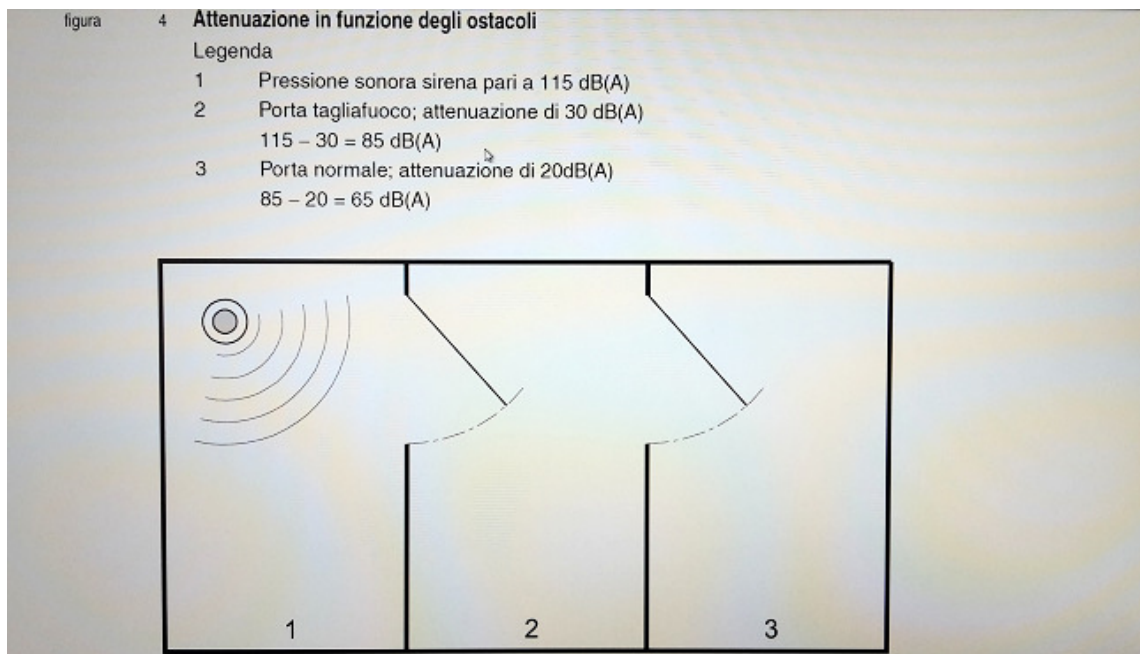 figura 4 Attenuazione in funzione degli ostacoli
Legenda
1 Pressione sonora sirena pari a 115 dB(A)
2 Porta tagliafuoco; attenuazione di 30 dB(A)
115 – 30 = 85 dB(A)
3 Porta normale; attenuazione di 20dB(A)
85 – 20 = 65 dB(A)
1 2 3